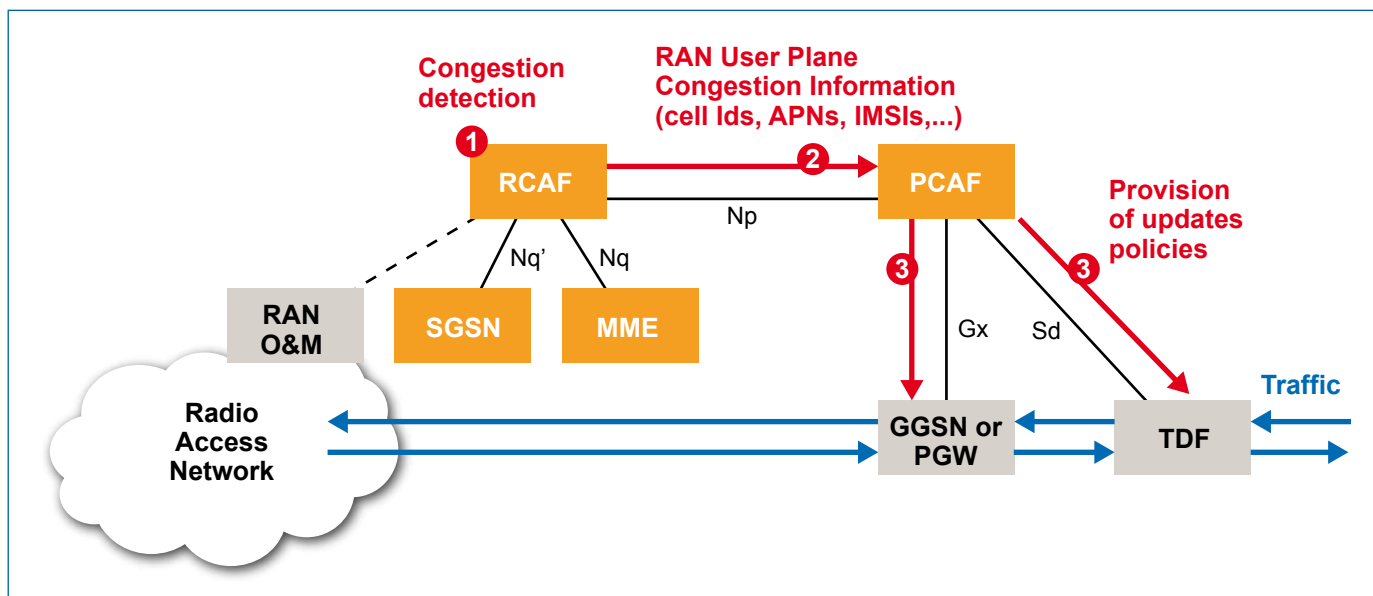 Congestion
detection
RAN User Plane
Congestion Information
(cell Ids, APNs, IMSIs,...)
1
RCAF
2
PCAF
Np
Provision
of updates
policies
Nq’
Nq
3
3
RAN
O&M
SGSN
MME
Gx
Sd
Traffic
Radio
Access
Network
GGSN or
PGW
TDF